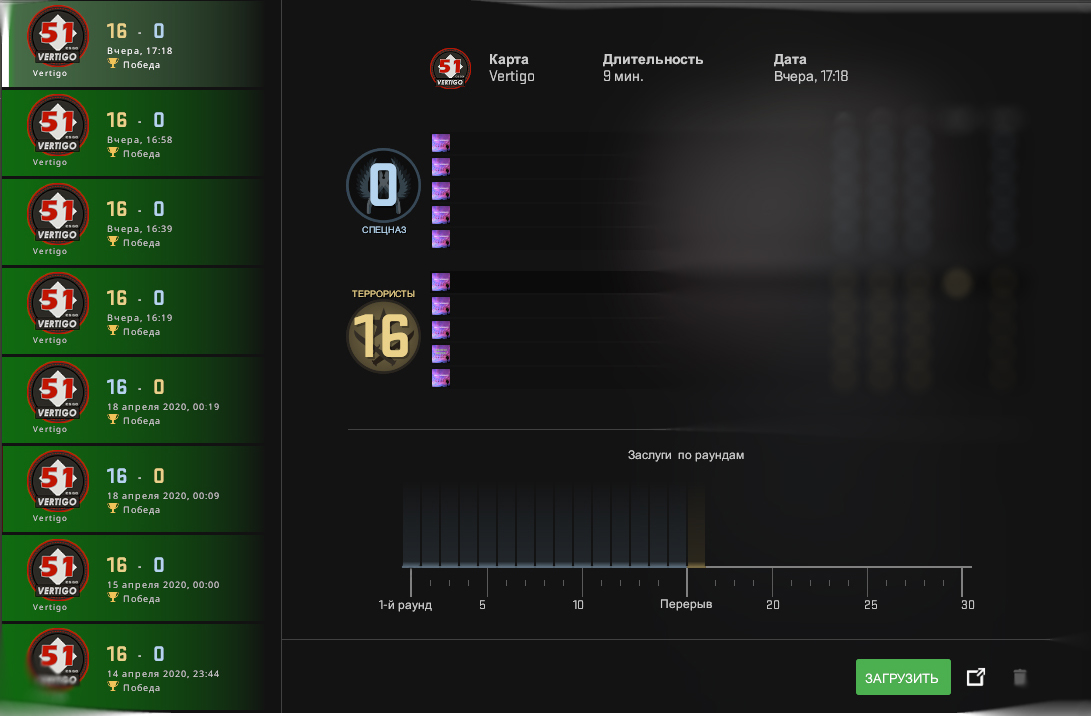 51
VERTIGO
Vertigo
16 - 0
Вчера, 17:18
Победа
51
VERTIGO
Vertigo
16 - 0
Вчера, 16:58
Победа
51
VERTIGO
Vertigo
16 - 0
Вчера, 16:39
Победа
51
VERTIGO
Vertigo
16 - 0
Вчера, 16:19
Победа
51
VERTIGO
Vertigo
16 - 0
18 апреля 2020, 00:19
Победа
51
VERTIGO
Vertigo
16 - 0
18 апреля 2020, 00:09
Победа
51
VERTIGO
Vertigo
16 - 0
15 апреля 2020, 00:00
Победа
51
16 - 0
14 апреля 2020, 23:44
Победа
51
VERTIGO
Карта
Vertigo
Длительность
9 мин.
Дата
Вчера, 17:18
0
СПЕЦНАЗ
ТЕРРОРИСТЫ
16
Заслуги по раундам
1-й раунд 5 10 Перерыв 20 25 30
ЗАГРУЗИТЬ